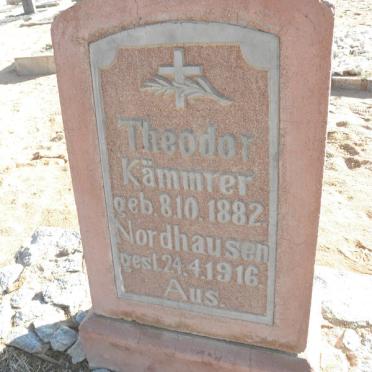 Theodor
Kämmrer
geb. 8.10. 1882.
Nordhausen
gest. 24.4.1916.
Aus.